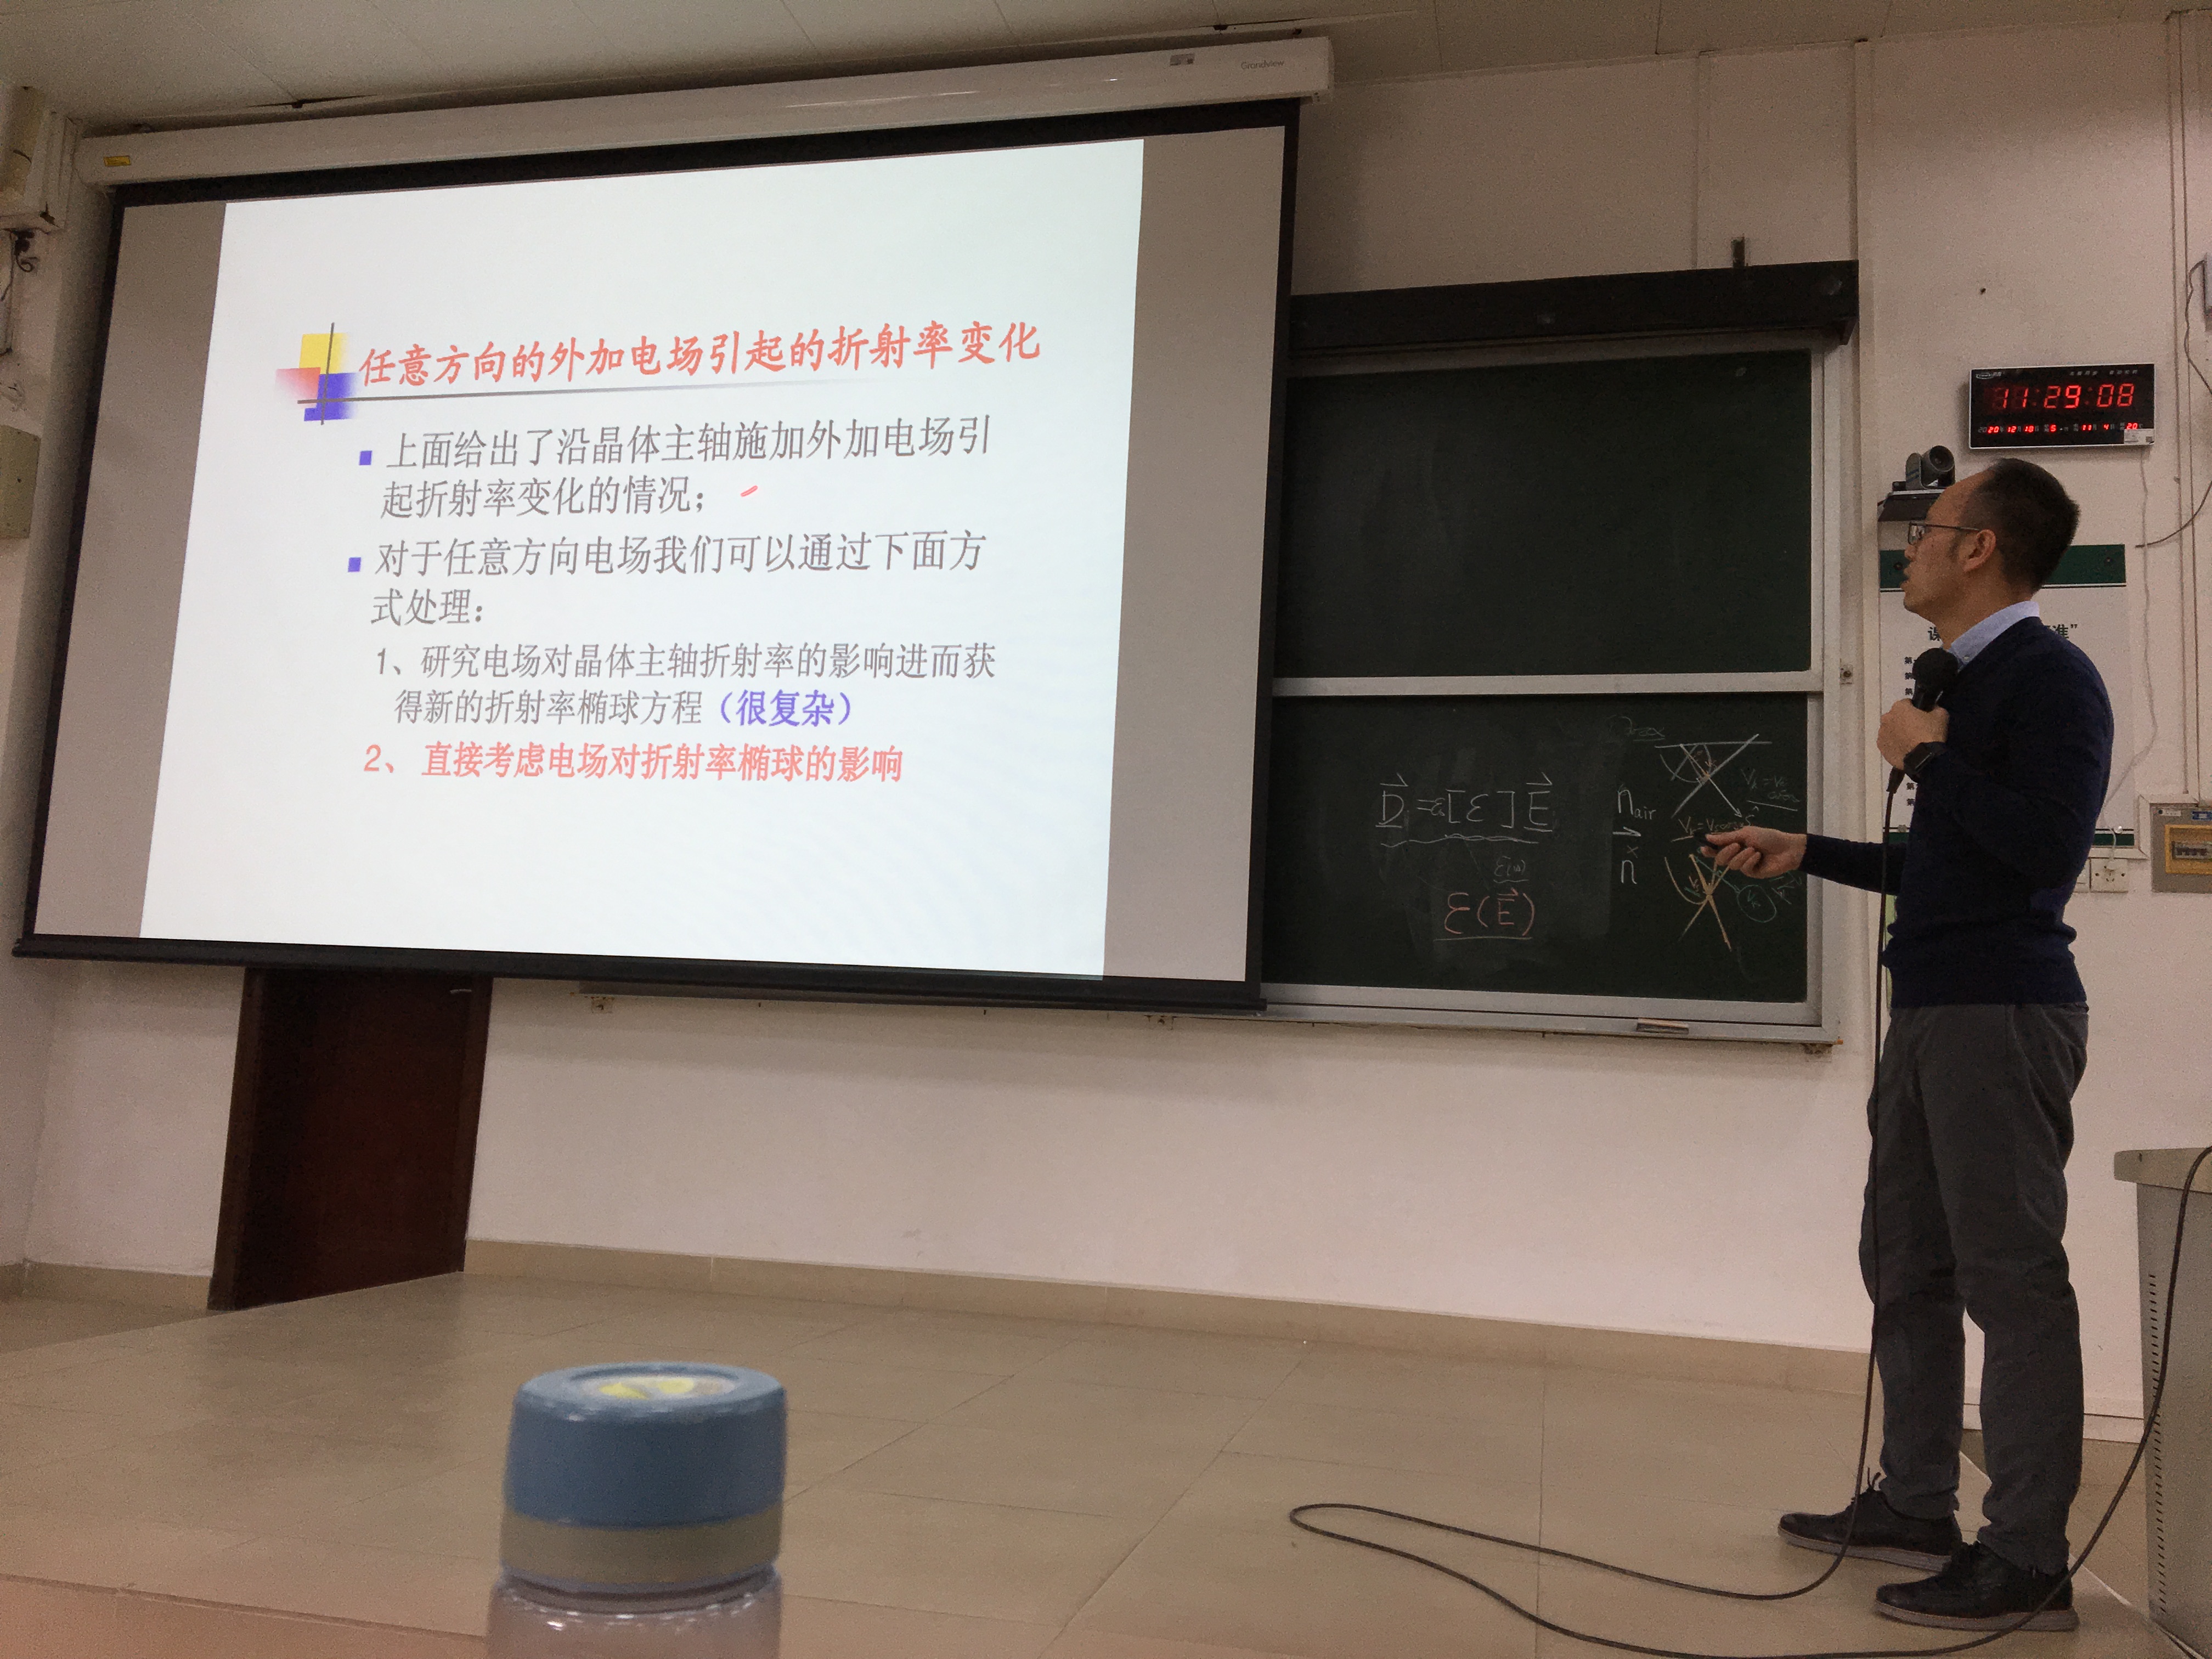 Grandview
任意方向的外加电场引起的折射率变化
上面给出了沿晶体主轴施加外加电场引
起折射率变化的情况；
对于任意方向电场我们可以通过下面方
式处理：
1、研究电场对晶体主轴折射率的影响进而获
得新的折射率椭球方程（很复杂）
2、直接考虑电场对折射率椭球的影响
11:29:08
D⃗ = ε₀[ε]E⃗
n air
n
ε(E⃗)